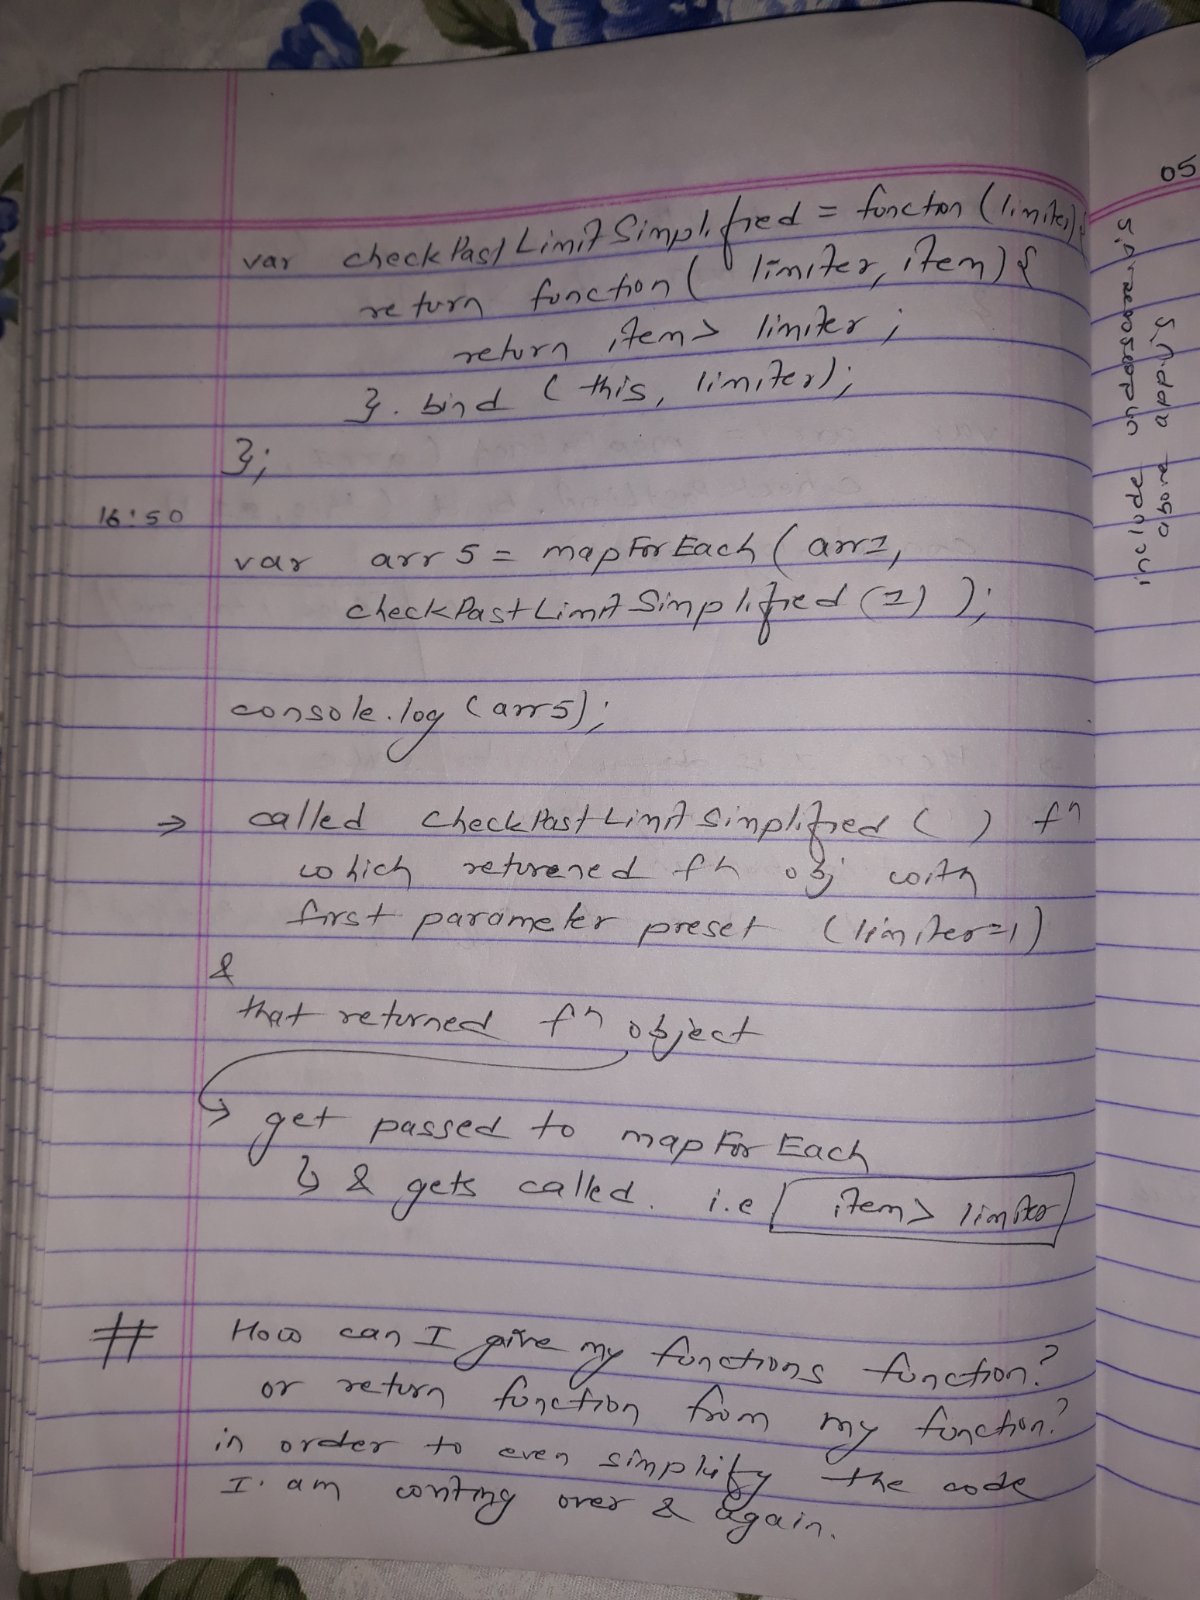 var checkPastLimitSimplified = function (limiter) {
return function ( limiter, item) {
return item > limiter ;
}. bind ( this, limiter);
};
16:50
var arr 5 = mapForEach ( arr1,
checkPastLimitSimplified (1) );
console.log (arr5);
→ called checkPastLimitSimplified ( ) fn
which returened fn obj with
first parameter preset (limiter=1)
&
that returned fn object
get passed to mapForEach
↳ & gets called. i.e item > limiter
# How can I give my functions function?
or return function from my function?
in order to even simplify the code
I am over & again.
05
include underscore.js
above app.js